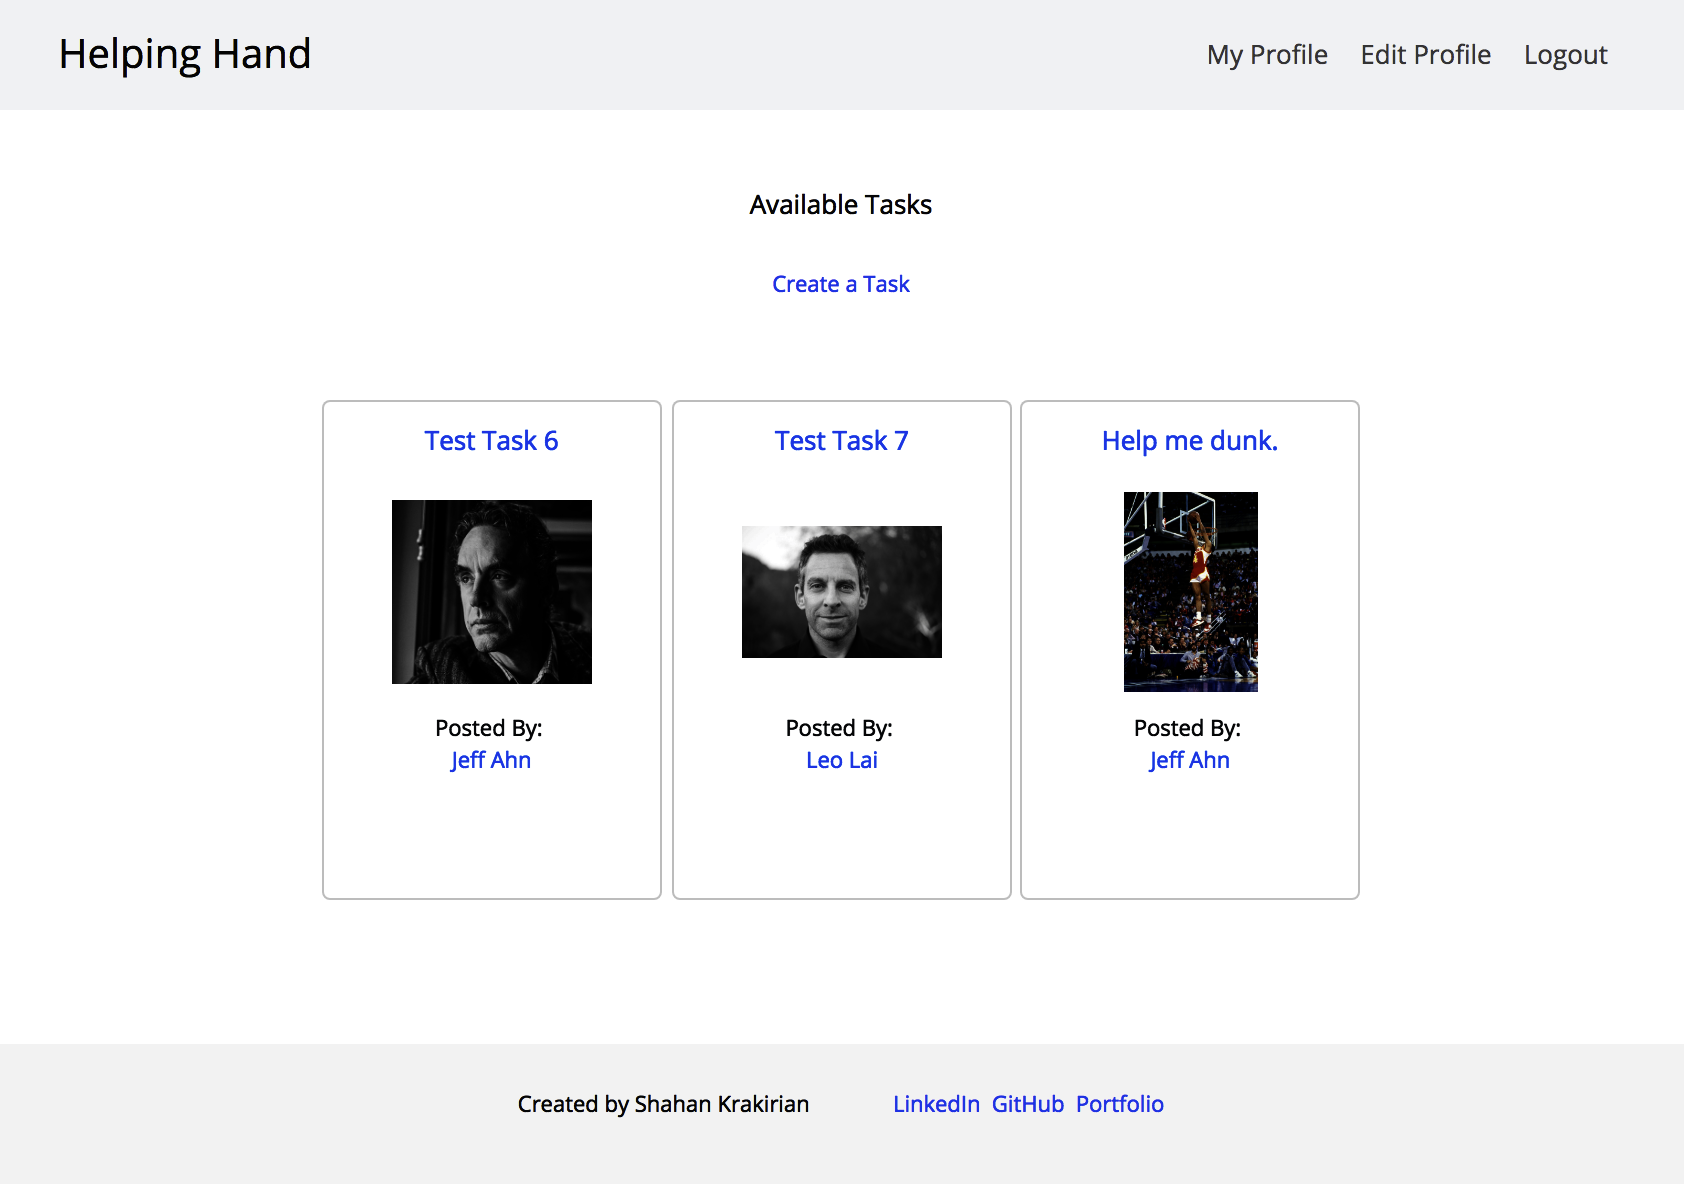 Helping Hand
My Profile Edit Profile Logout
Available Tasks
Create a Task
Test Task 6
Posted By:
Jeff Ahn
Test Task 7
Posted By:
Leo Lai
Help me dunk.
Posted By:
Jeff Ahn
Created by Shahan Krakirian
LinkedIn GitHub Portfolio